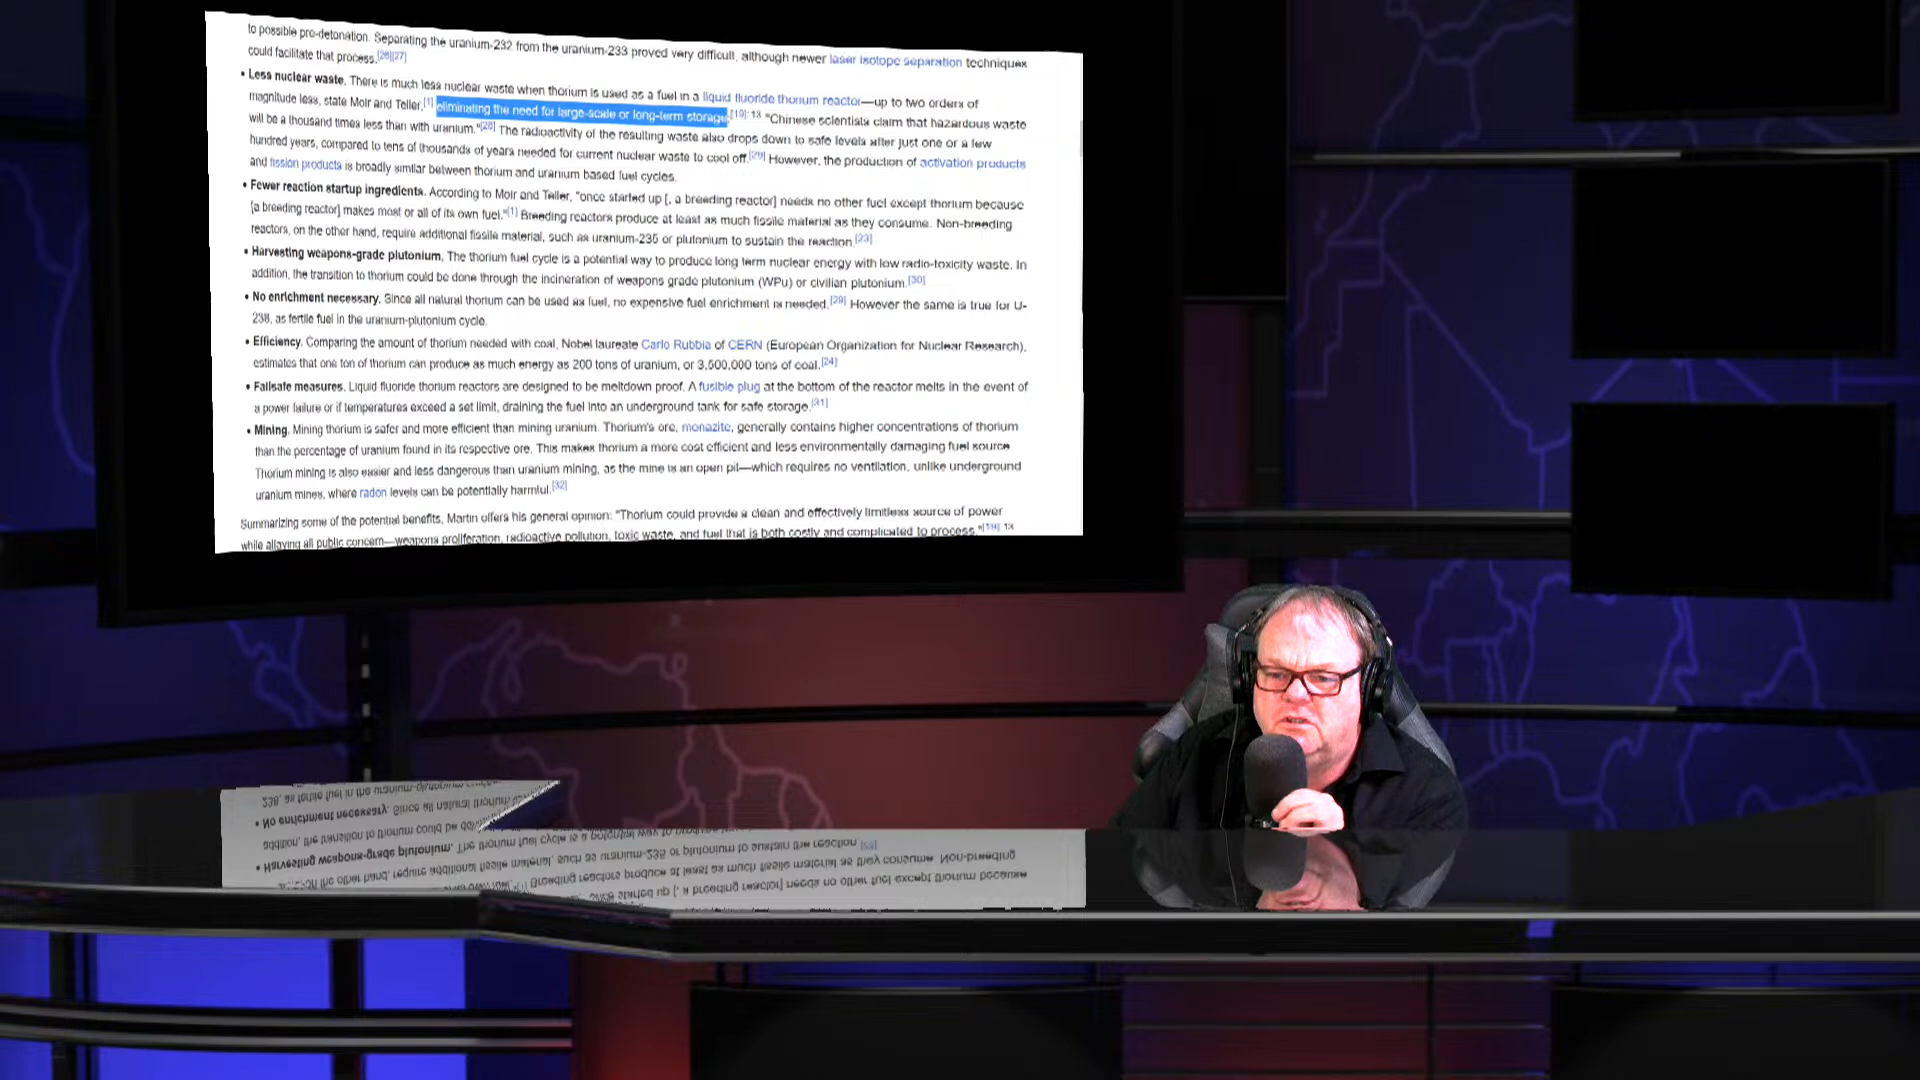 to possible pre-detonation. Separating the uranium-232 from the uranium-233 proved very difficult, although newer laser isotope separation techniques
could facilitate that process.[26][27]
• Less nuclear waste. There is much less nuclear waste when thorium is used as a fuel in a liquid fluoride thorium reactor—up to two orders of
magnitude less, state Moir and Teller,[1] eliminating the need for large-scale or long-term storage.[19]: 13 "Chinese scientists claim that hazardous waste
will be a thousand times less than with uranium."[28] The radioactivity of the resulting waste also drops down to safe levels after just one or a few
hundred years, compared to tens of thousands of years needed for current nuclear waste to cool off.[29] However, the production of activation products
and fission products is broadly similar between thorium and uranium based fuel cycles.
• Fewer reaction startup ingredients. According to Moir and Teller, "once started up [, a breeding reactor] needs no other fuel except thorium because
[a breeding reactor] makes most or all of its own fuel."[1] Breeding reactors produce at least as much fissile material as they consume. Non-breeding
reactors, on the other hand, require additional fissile material, such as uranium-235 or plutonium to sustain the reaction.[23]
• Harvesting weapons-grade plutonium. The thorium fuel cycle is a potential way to produce long term nuclear energy with low radio-toxicity waste. In
addition, the transition to thorium could be done through the incineration of weapons grade plutonium (WPu) or civilian plutonium.[30]
• No enrichment necessary. Since all natural thorium can be used as fuel, no expensive fuel enrichment is needed.[29] However the same is true for U-
238, as fertile fuel in the uranium-plutonium cycle.
• Efficiency. Comparing the amount of thorium needed with coal, Nobel laureate Carlo Rubbia of CERN (European Organization for Nuclear Research),
estimates that one ton of thorium can produce as much energy as 200 tons of uranium, or 3,500,000 tons of coal.[24]
• Failsafe measures. Liquid fluoride thorium reactors are designed to be meltdown proof. A fusible plug at the bottom of the reactor melts in the event of
a power failure or if temperatures exceed a set limit, draining the fuel into an underground tank for safe storage.[31]
• Mining. Mining thorium is safer and more efficient than mining uranium. Thorium's ore, monazite, generally contains higher concentrations of thorium
than the percentage of uranium found in its respective ore. This makes thorium a more cost efficient and less environmentally damaging fuel source
Thorium mining is also easier and less dangerous than uranium mining, as the mine is an open pit—which requires no ventilation, unlike underground
uranium mines, where radon levels can be potentially harmful.[32]
Summarizing some of the potential benefits, Martin offers his general opinion: "Thorium could provide a clean and effectively limitless source of power
while allaying all public concern—weapons proliferation, radioactive pollution, toxic waste, and fuel that is both costly and complicated to process."[19]: 13